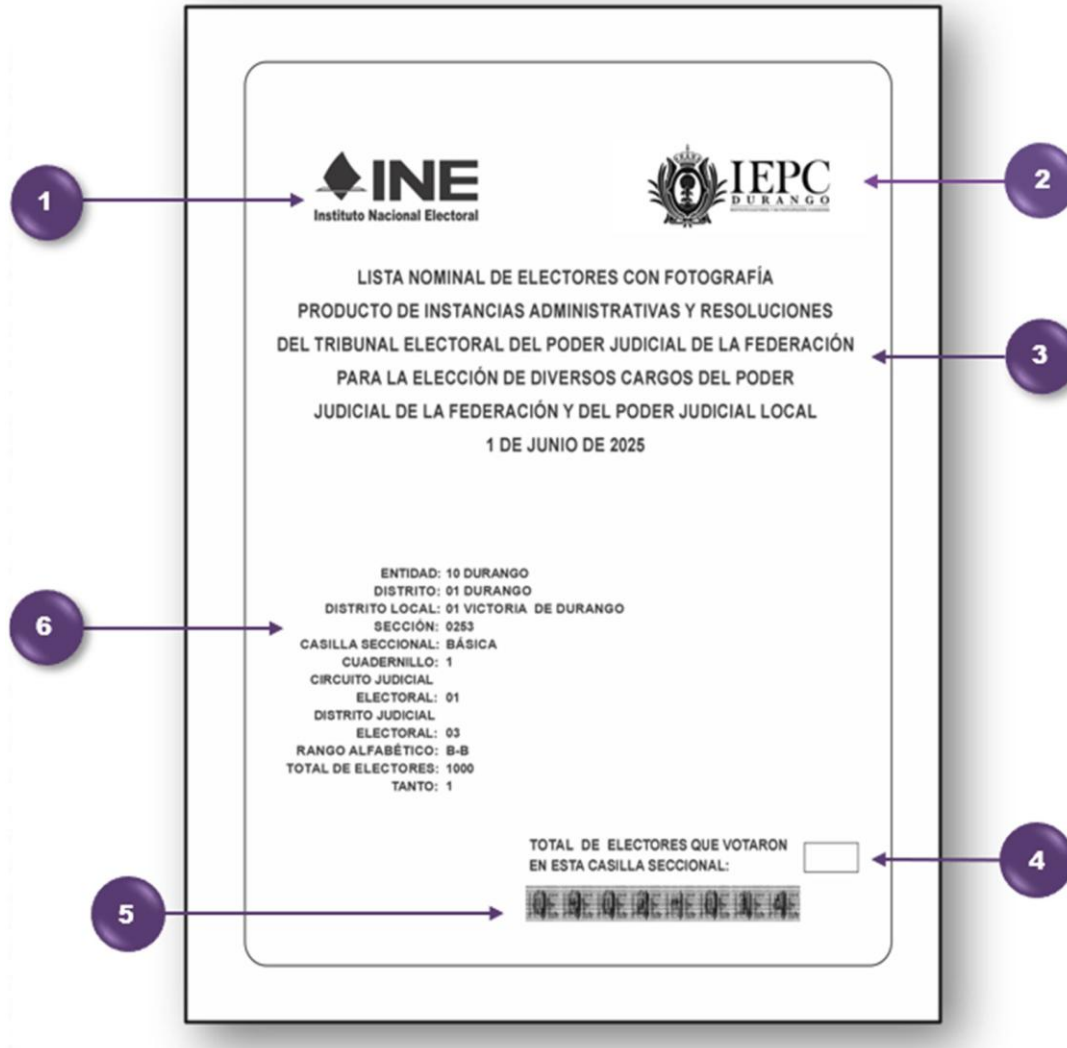 1
INE
Instituto Nacional Electoral
IEPC
DURANGO
2
LISTA NOMINAL DE ELECTORES CON FOTOGRAFÍA
PRODUCTO DE INSTANCIAS ADMINISTRATIVAS Y RESOLUCIONES
DEL TRIBUNAL ELECTORAL DEL PODER JUDICIAL DE LA FEDERACIÓN
3
PARA LA ELECCIÓN DE DIVERSOS CARGOS DEL PODER
JUDICIAL DE LA FEDERACIÓN Y DEL PODER JUDICIAL LOCAL
1 DE JUNIO DE 2025
ENTIDAD: 10 DURANGO
DISTRITO: 01 DURANGO
DISTRITO LOCAL: 01 VICTORIA DE DURANGO
6
SECCIÓN: 0253
CASILLA SECCIONAL: BÁSICA
CUADERNILLO: 1
CIRCUITO JUDICIAL
ELECTORAL: 01
DISTRITO JUDICIAL
ELECTORAL: 03
RANGO ALFABÉTICO: B-B
TOTAL DE ELECTORES: 1000
TANTO: 1
TOTAL DE ELECTORES QUE VOTARON
EN ESTA CASILLA SECCIONAL:
4
5